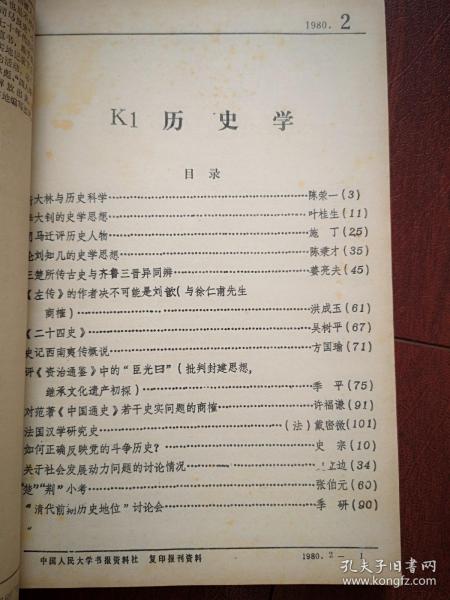 1980. 2
K1 历史学
目录
大林与历史科学 陈荣一(3)
大钊的史学思想 叶桂生(11)
司马迁评历史人物 施丁(25)
论刘知几的史学思想 陈秉才(35)
三楚所传古史与齐鲁三晋异同辨 姜亮夫(45)
《左传》的作者决不可能是刘歆(与徐仁甫先生
商榷) 洪成玉(61)
《二十四史》 吴树平(67)
史记西南夷传概说 方国瑜(71)
评《资治通鉴》中的“臣光曰”(批判封建思想,
继承文化遗产初探) 季平(75)
对范著《中国通史》若干史实问题的商榷 许福谦(91)
法国汉学研究史 (法)戴密微(101)
如何正确反映党的斗争历史? 史宗(10)
关于社会发展动力问题的讨论情况 边(34)
“楚”“荆”小考 张伯元(60)
“清代前期历史地位”讨论会 季研(90)
中国人民大学书报资料社 复印报刊资料 1980. 2— 1
孔夫子旧书网